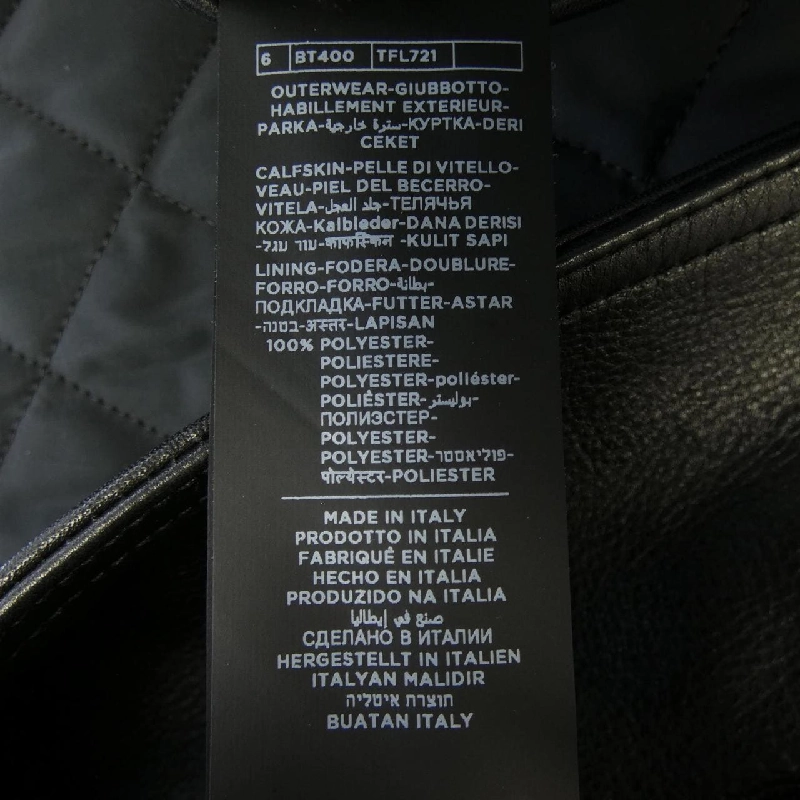 6 BT400 TFL721
OUTERWEAR-GIUBBOTTO-
HABILLEMENT EXTERIEUR-
PARKA-سترة خارجية-КУРТКА-DERI
CEKET
CALFSKIN-PELLE DI VITELLO-
VEAU-PIEL DEL BECERRO-
VITELA-جلد العجل-ТЕЛЯЧЬЯ
КОЖА-Kalbleder-DANA DERISI
-עור עגל-काफस्किन -KULIT SAPI
LINING-FODERA-DOUBLURE-
FORRO-FORRO-بطانة-
ПОДКЛАДКА-FUTTER-ASTAR
-בטנה-अस्तर-LAPISAN
100% POLYESTER-
POLIESTERE-
POLYESTER-poliéster-
POLIÉSTER-بوليستر-
ПОЛИЭСТЕР-
POLYESTER-
POLYESTER-פוליאסטר-
पोल्येस्टर-POLIESTER
MADE IN ITALY
PRODOTTO IN ITALIA
FABRIQUÉ EN ITALIE
HECHO EN ITALIA
PRODUZIDO NA ITALIA
صنع في إيطاليا
СДЕЛАНО В ИТАЛИИ
HERGESTELLT IN ITALIEN
ITALYAN MALIDIR
תוצרת איטליה
BUATAN ITALY